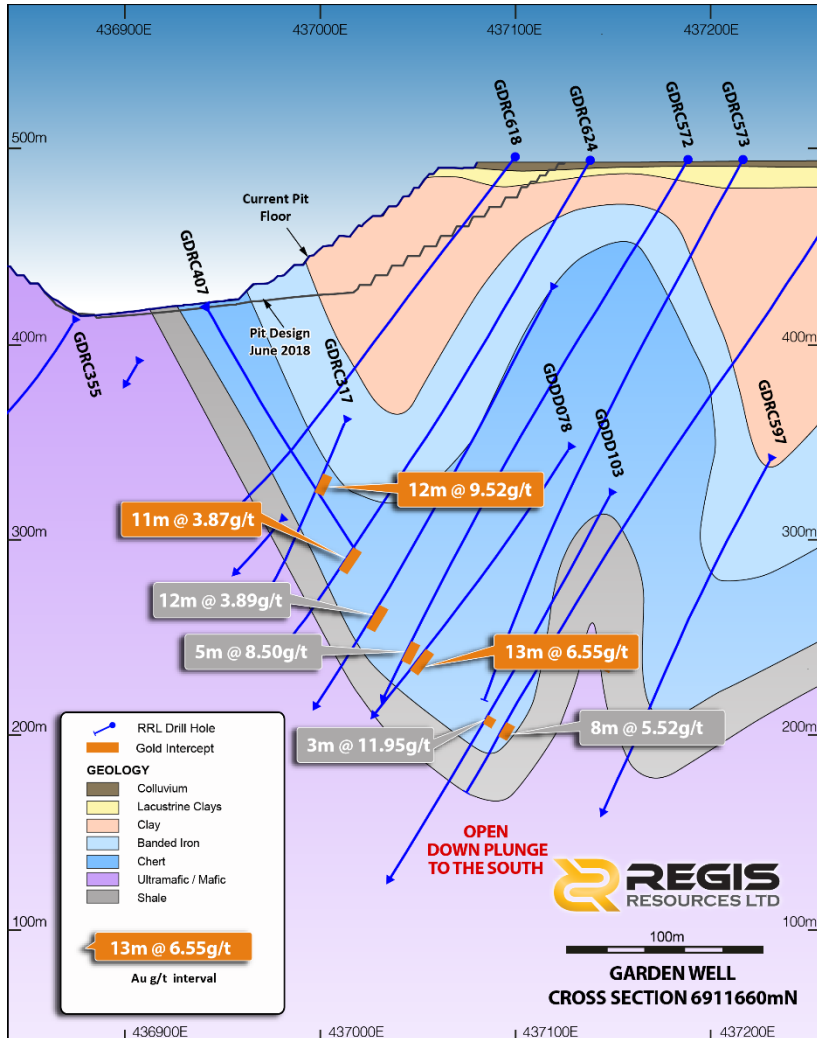 436900E
437000E
437100E
437200E
500m
400m
300m
200m
100m
500m
400m
300m
200m
100m
GDRC618
GDRC624
GDRC572
GDRC573
Current Pit
Floor
GDRC407
Pit Design
June 2018
GDRC355
GDRC317
GDDD078
GDDD103
GDRC597
12m @ 9.52g/t
11m @ 3.87g/t
12m @ 3.89g/t
5m @ 8.50g/t
13m @ 6.55g/t
3m @ 11.95g/t
8m @ 5.52g/t
RRL Drill Hole
Gold Intercept
GEOLOGY
Colluvium
Lacustrine Clays
Clay
Banded Iron
Chert
Ultramafic / Mafic
Shale
13m @ 6.55g/t
Au g/t interval
OPEN
DOWN PLUNGE
TO THE SOUTH
REGIS
RESOURCES LTD
100m
GARDEN WELL
CROSS SECTION 6911660mN
436900E
437000E
437100E
437200E